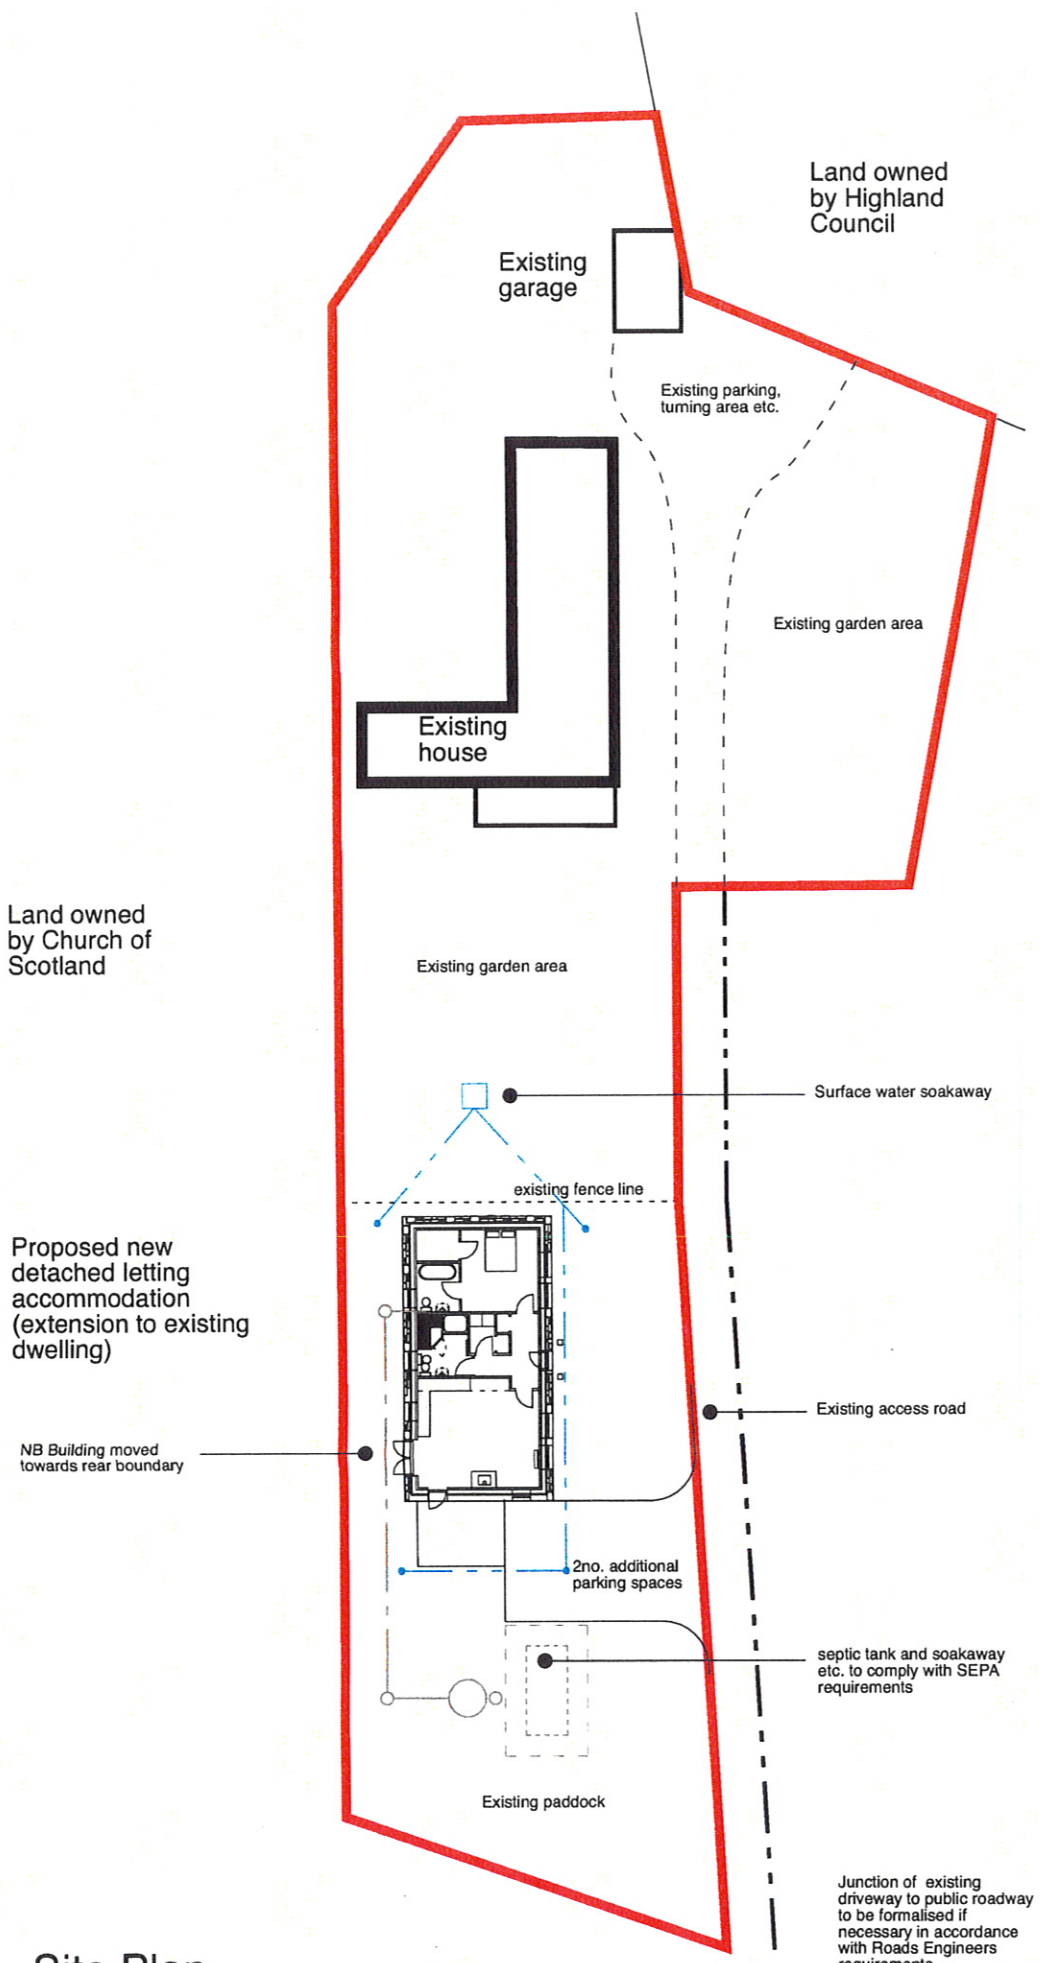 Land owned
by Highland
Council
Existing
garage
Existing parking,
turning area etc.
Existing garden area
Existing
house
Land owned
by Church of
Scotland
Existing garden area
Surface water soakaway
existing fence line
Proposed new
detached letting
accommodation
(extension to existing
dwelling)
Existing access road
NB Building moved
towards rear boundary
2no. additional
parking spaces
septic tank and soakaway
etc. to comply with SEPA
requirements
Existing paddock
Junction of existing
driveway to public roadway
to be formalised if
necessary in accordance
with Roads Engineers
requirements
Site Plan